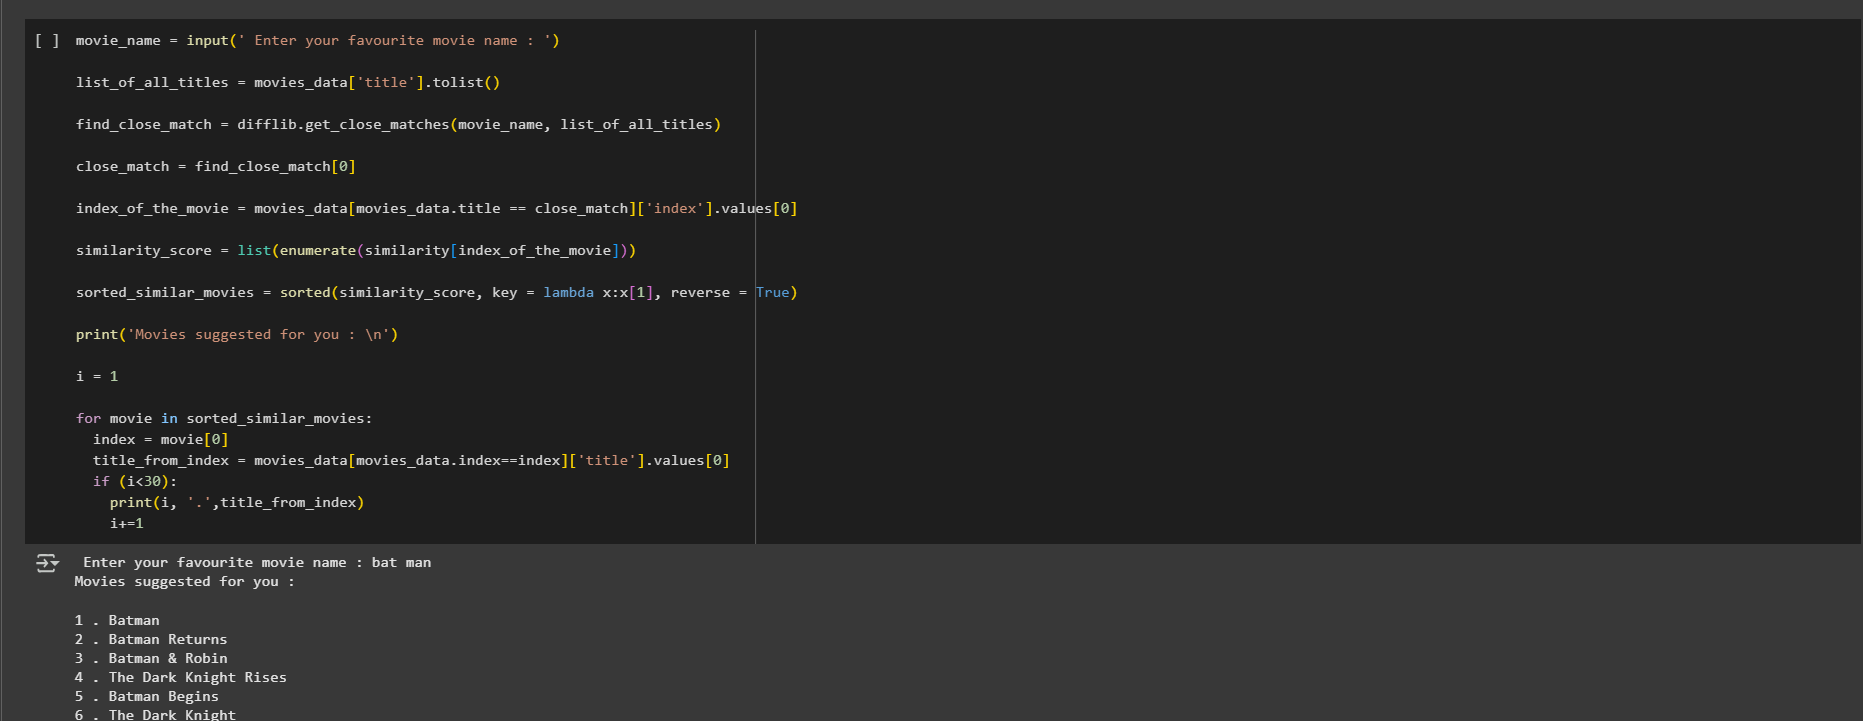 [ ] movie_name = input(' Enter your favourite movie name : ')
list_of_all_titles = movies_data['title'].tolist()
find_close_match = difflib.get_close_matches(movie_name, list_of_all_titles)
close_match = find_close_match[0]
index_of_the_movie = movies_data[movies_data.title == close_match]['index'].values[0]
similarity_score = list(enumerate(similarity[index_of_the_movie]))
sorted_similar_movies = sorted(similarity_score, key = lambda x:x[1], reverse = True)
print('Movies suggested for you : \n')
i = 1
for movie in sorted_similar_movies:
  index = movie[0]
  title_from_index = movies_data[movies_data.index==index]['title'].values[0]
  if (i<30):
    print(i, '.',title_from_index)
    i+=1
Enter your favourite movie name : bat man
Movies suggested for you :
1 . Batman
2 . Batman Returns
3 . Batman & Robin
4 . The Dark Knight Rises
5 . Batman Begins
6 . The Dark Knight